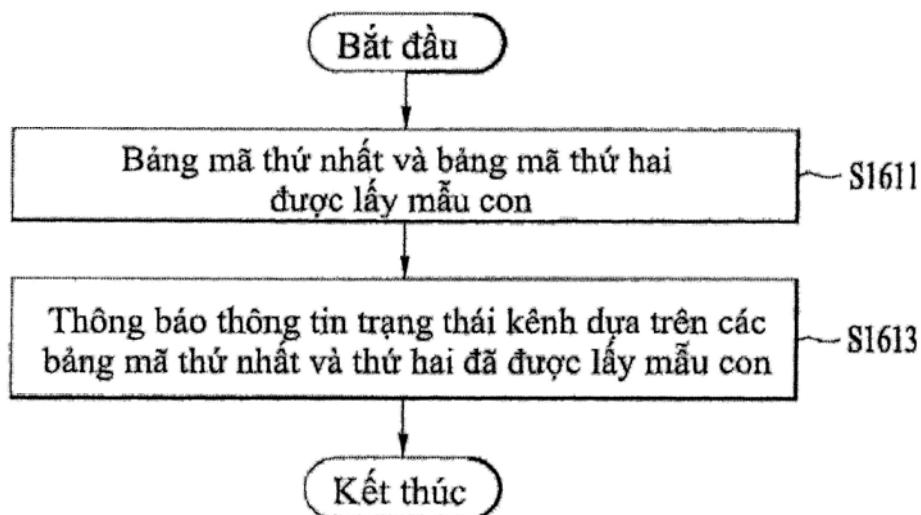 Bắt đầu
Bảng mã thứ nhất và bảng mã thứ hai
được lấy mẫu con
S1611
Thông báo thông tin trạng thái kênh dựa trên các
bảng mã thứ nhất và thứ hai đã được lấy mẫu con
S1613
Kết thúc